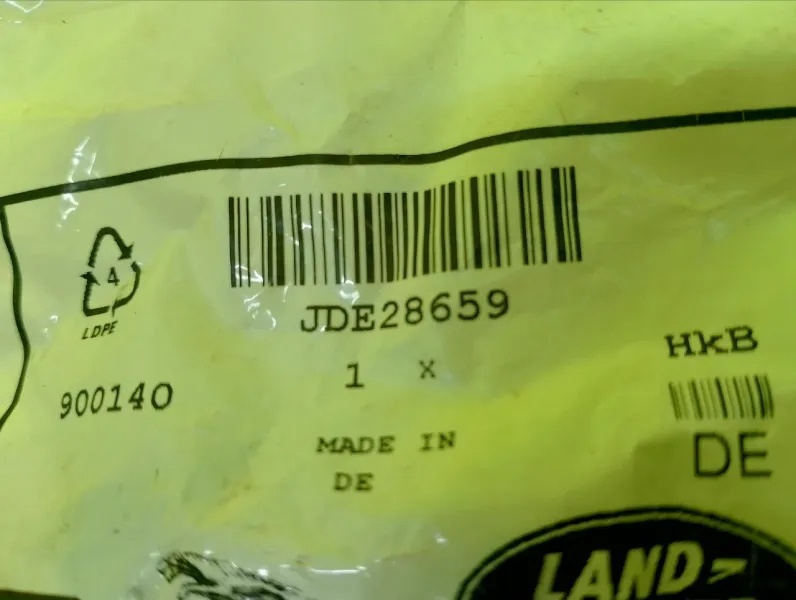 4
LDPE
JDE28659
HkB
1 x
900140
MADE IN
DE
DE
LAND-